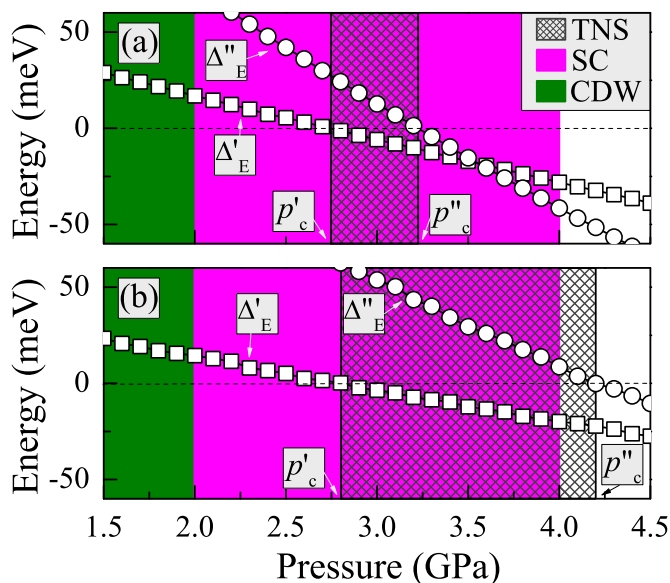 50
0
-50
Energy (meV)
(a)
Δ''E
Δ'E
p'c
p''c
TNS
SC
CDW
50
0
-50
Energy (meV)
(b)
Δ'E
Δ''E
p'c
p''c
1.5 2.0 2.5 3.0 3.5 4.0 4.5
Pressure (GPa)